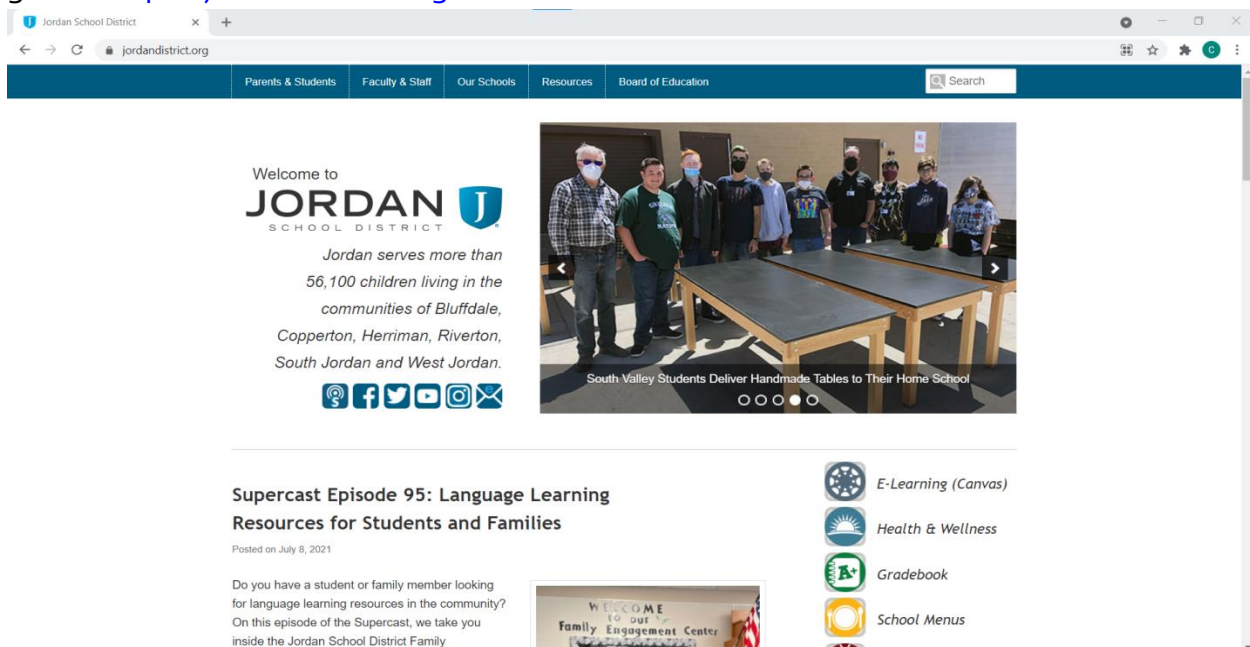 Jordan School District
jordandistrict.org
Parents & Students Faculty & Staff Our Schools Resources Board of Education Search
Welcome to
JORDAN
SCHOOL DISTRICT
J
Jordan serves more than
56,100 children living in the
communities of Bluffdale,
Copperton, Herriman, Riverton,
South Jordan and West Jordan.
South Valley Students Deliver Handmade Tables to Their Home School
Supercast Episode 95: Language Learning
Resources for Students and Families
Posted on July 8, 2021
Do you have a student or family member looking
for language learning resources in the community?
On this episode of the Supercast, we take you
inside the Jordan School District Family
WELCOME
to our
Family Engagement Center
E-Learning (Canvas)
Health & Wellness
A+
Gradebook
School Menus